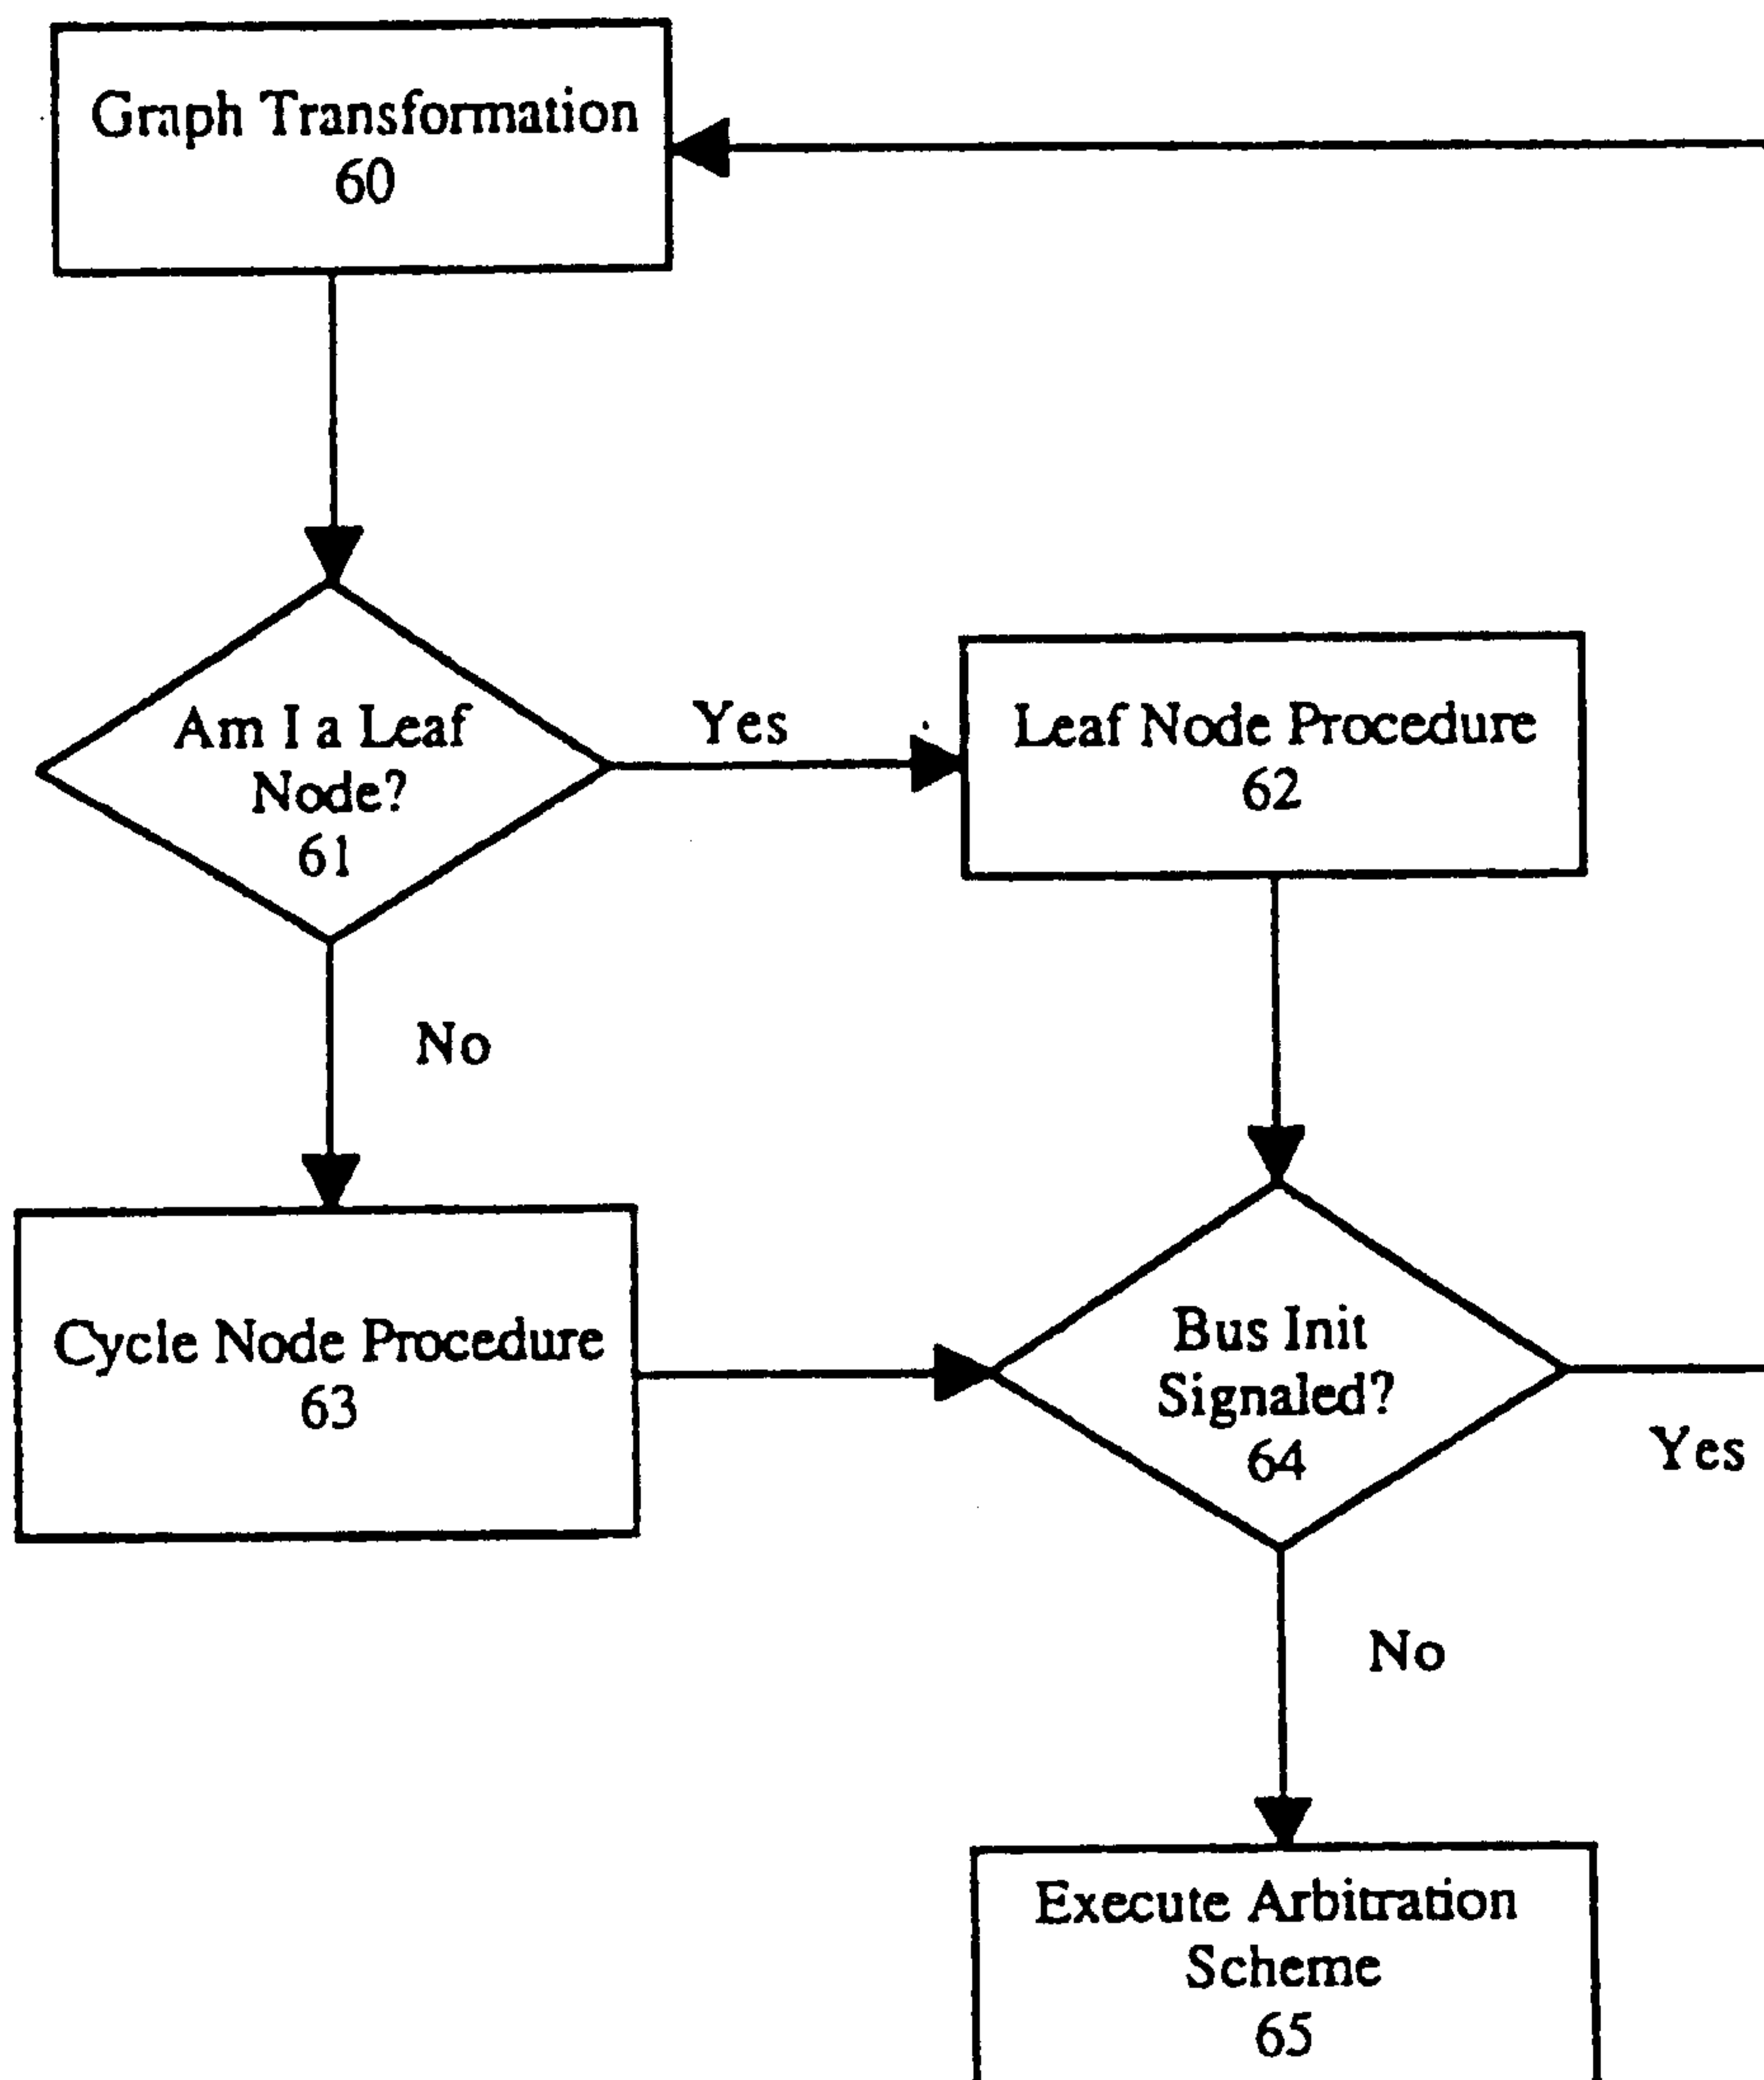 Graph Transformation
60
Am I a Leaf
Node?
61
Yes
Leaf Node Procedure
62
No
Cycle Node Procedure
63
Bus Init
Signaled?
64
Yes
No
Execute Arbitration
Scheme
65